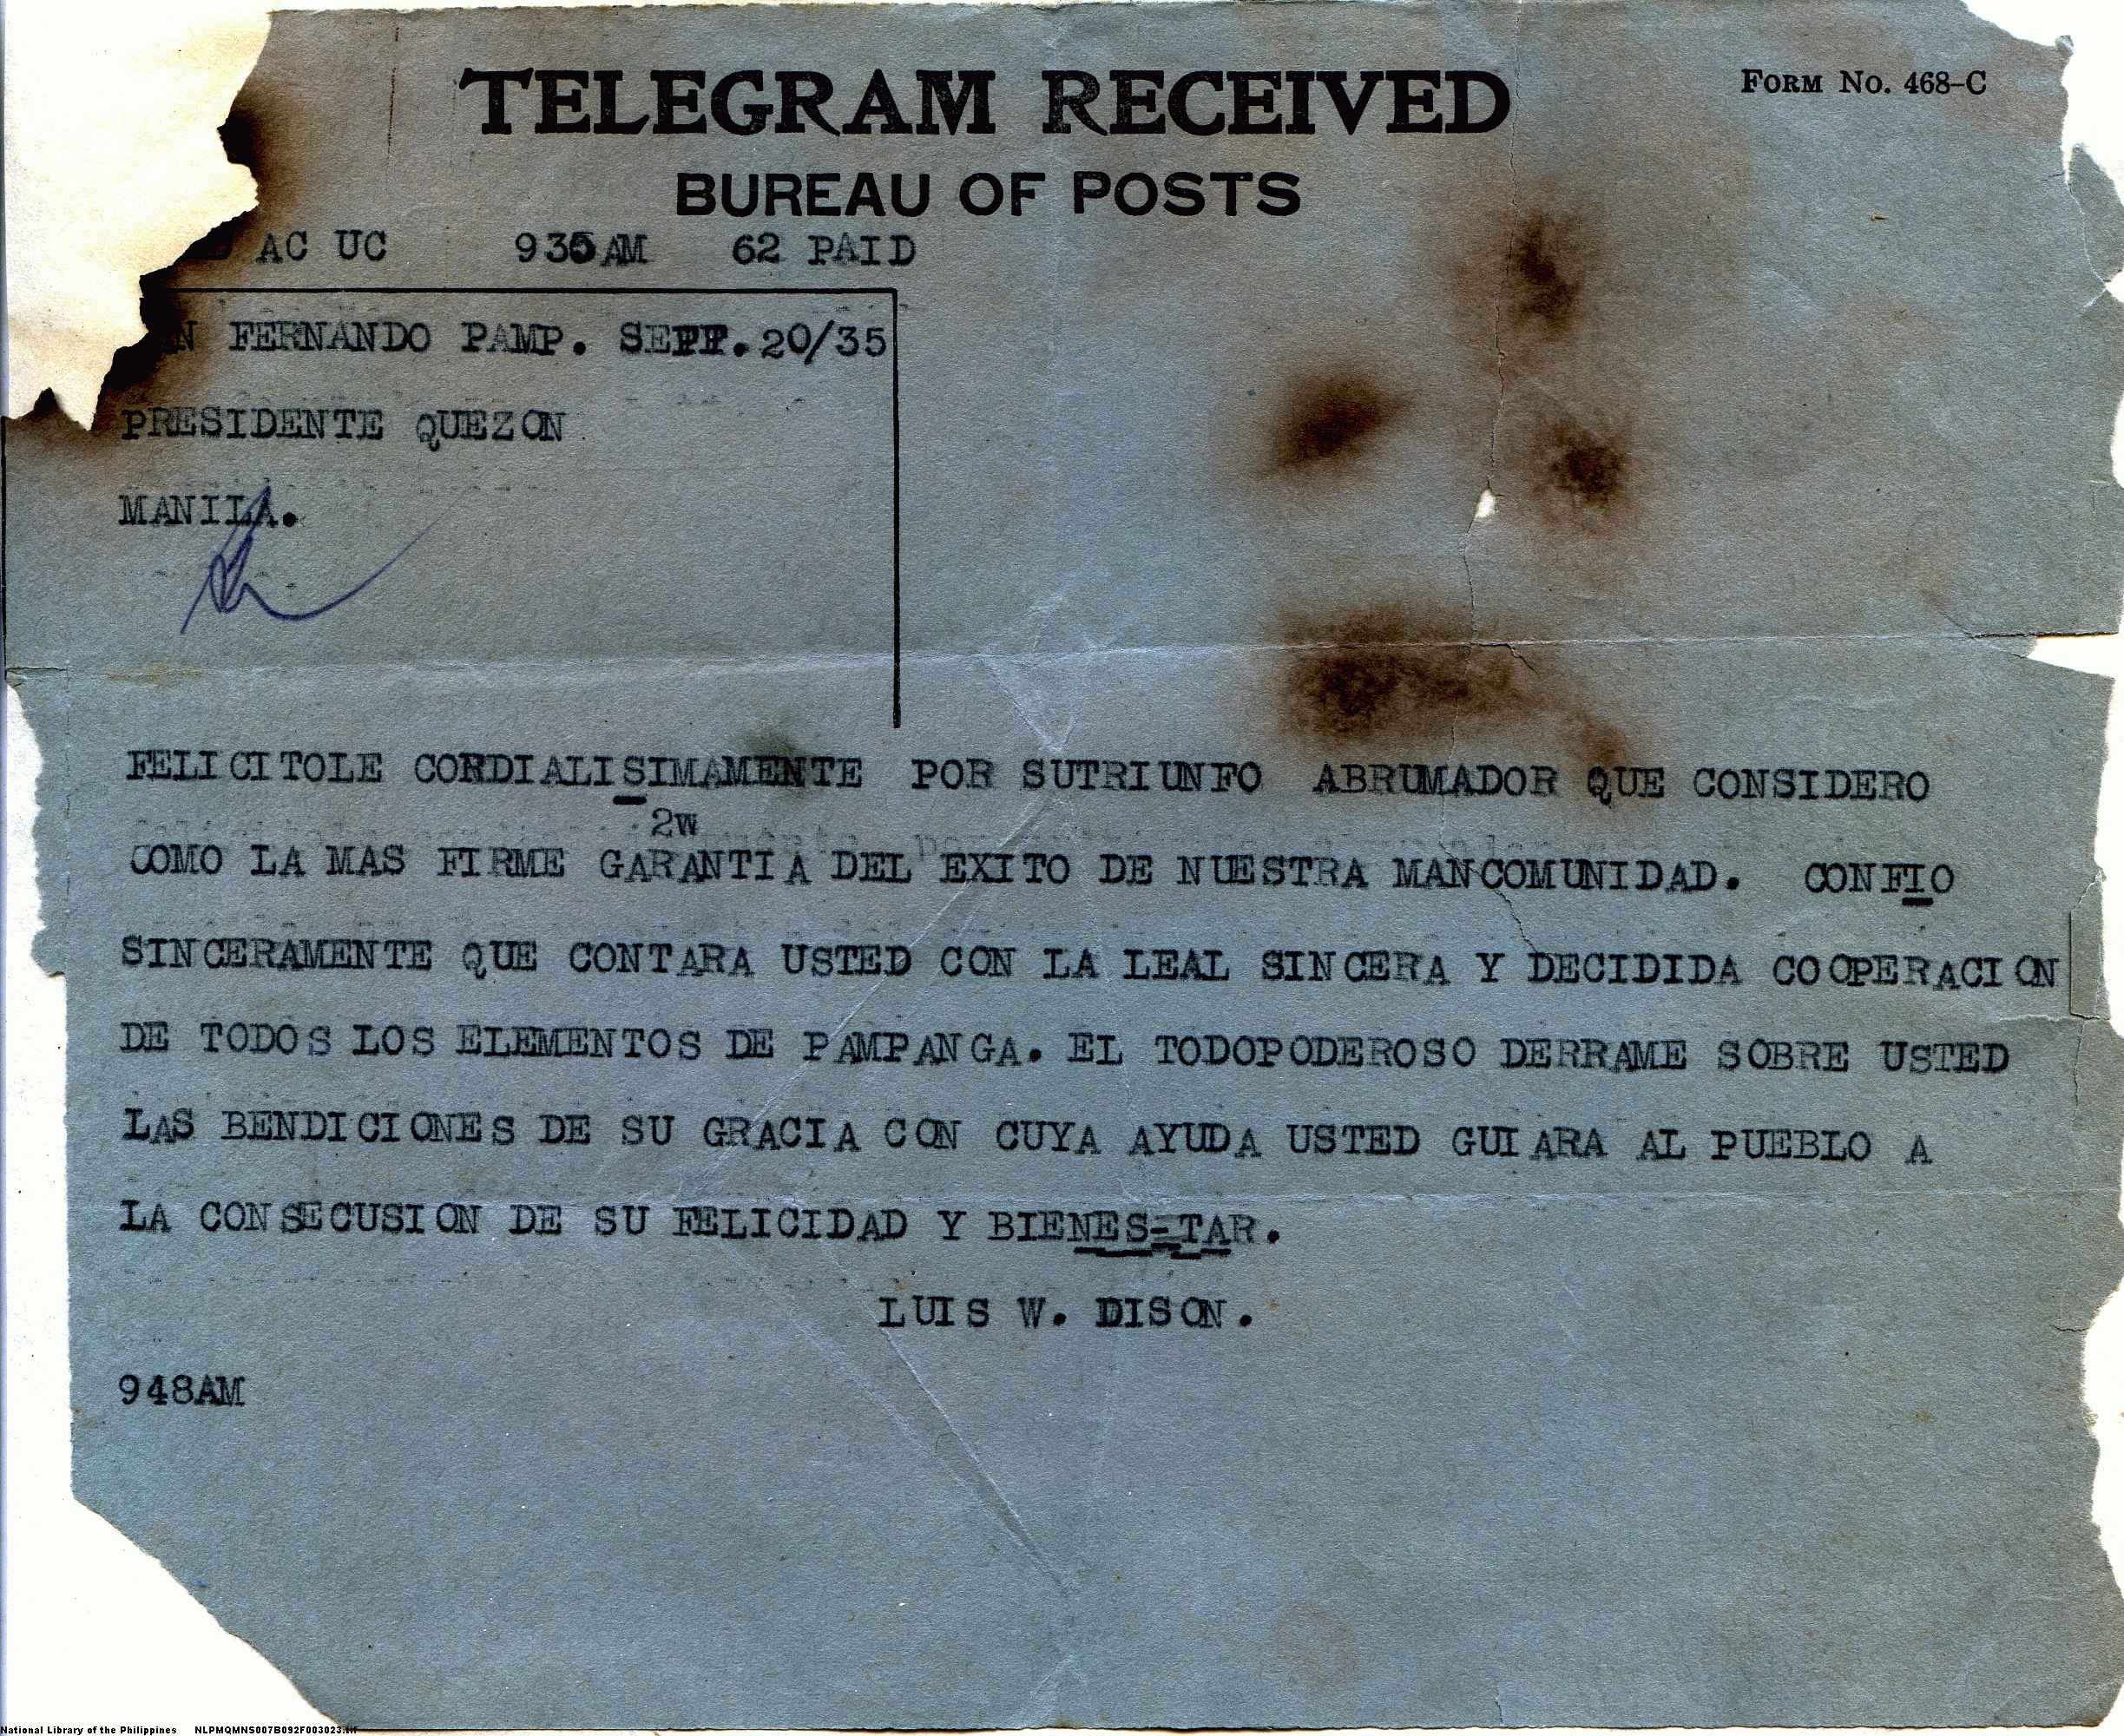 TELEGRAM RECEIVED
FORM NO. 468-C
BUREAU OF POSTS
AC UC 935AM 62 PAID
FERNANDO PAMP. SEPT. 20/35
PRESIDENTE QUEZON
MANILA.
FELICITOLE CORDIALISIMAMENTE POR SUTRIUNFO ABRUMADOR QUE CONSIDERO
2W
COMO LA MAS FIRME GARANTIA DEL EXITO DE NUESTRA MANCOMUNIDAD. CONFIO
SINCERAMENTE QUE CONTARA USTED CON LA LEAL SINCERA Y DECIDIDA COOPERACION
DE TODOS LOS ELEMENTOS DE PAMPANGA. EL TODOPODEROSO DERRAME SOBRE USTED
LAS BENDICIONES DE SU GRACIA CON CUYA AYUDA USTED GUIARA AL PUEBLO A
LA CONSECUSION DE SU FELICIDAD Y BIENES=TAR.
LUIS W. DISON.
948AM
National Library of the Philippines NLPMQMNS007B092F003023.tif